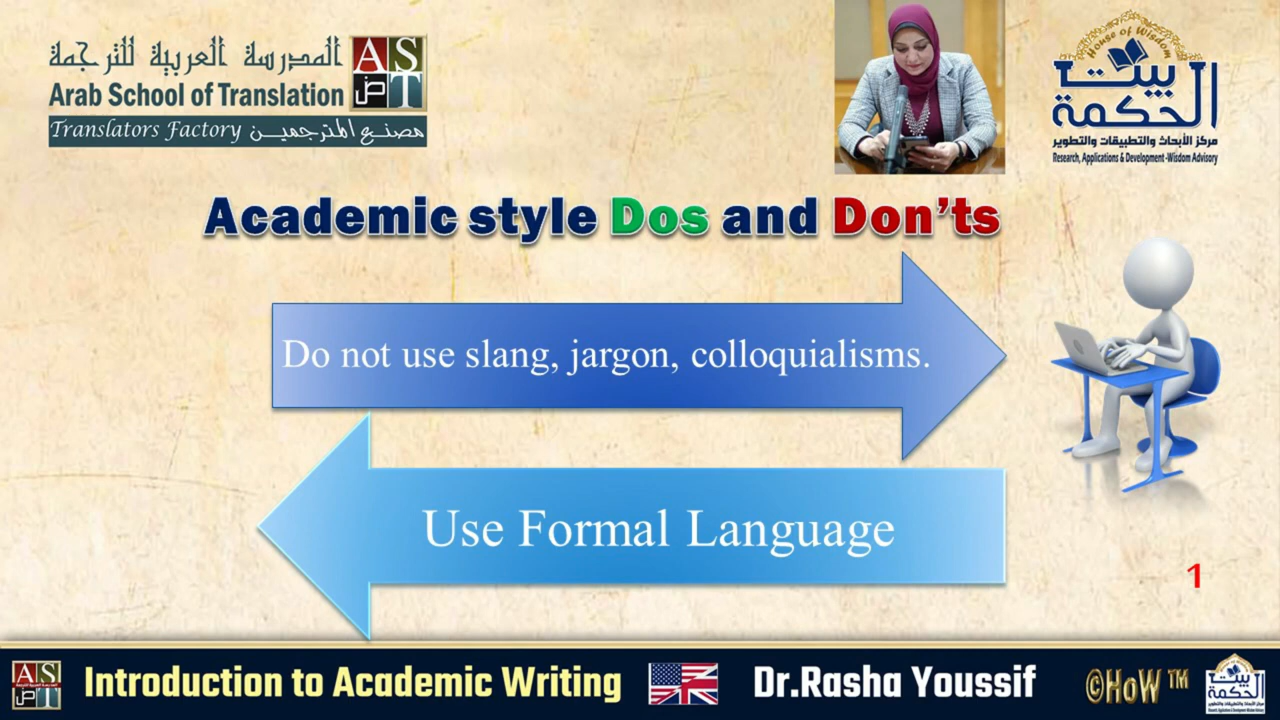 المدرسة العربية للترجمة
Arab School of Translation
AST
ض
Translators Factory مصنع المترجمين
House of Wisdom
بيت
الحكمة
مركز الأبحاث والتطبيقات والتطوير
Research, Applications & Development-Wisdom Advisory
Academic style Dos and Don'ts
Do not use slang, jargon, colloquialisms.
Use Formal Language
1
AST
ض
Introduction to Academic Writing
Dr.Rasha Youssif
©HoW™
بيت
الحكمة